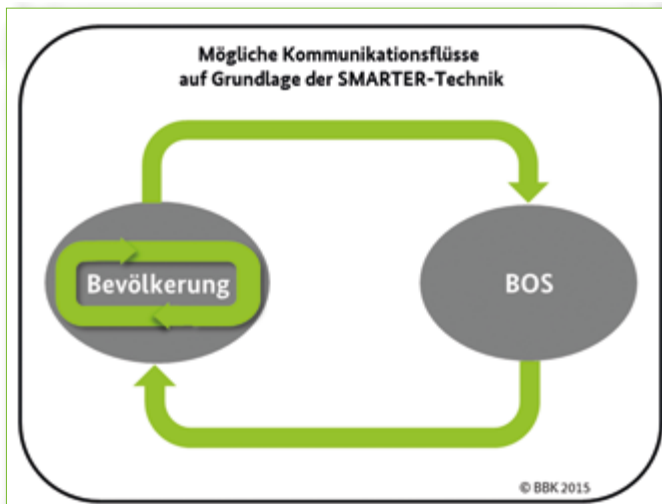 Mögliche Kommunikationsflüsse
auf Grundlage der SMARTER-Technik
Bevölkerung
BOS
© BBK 2015